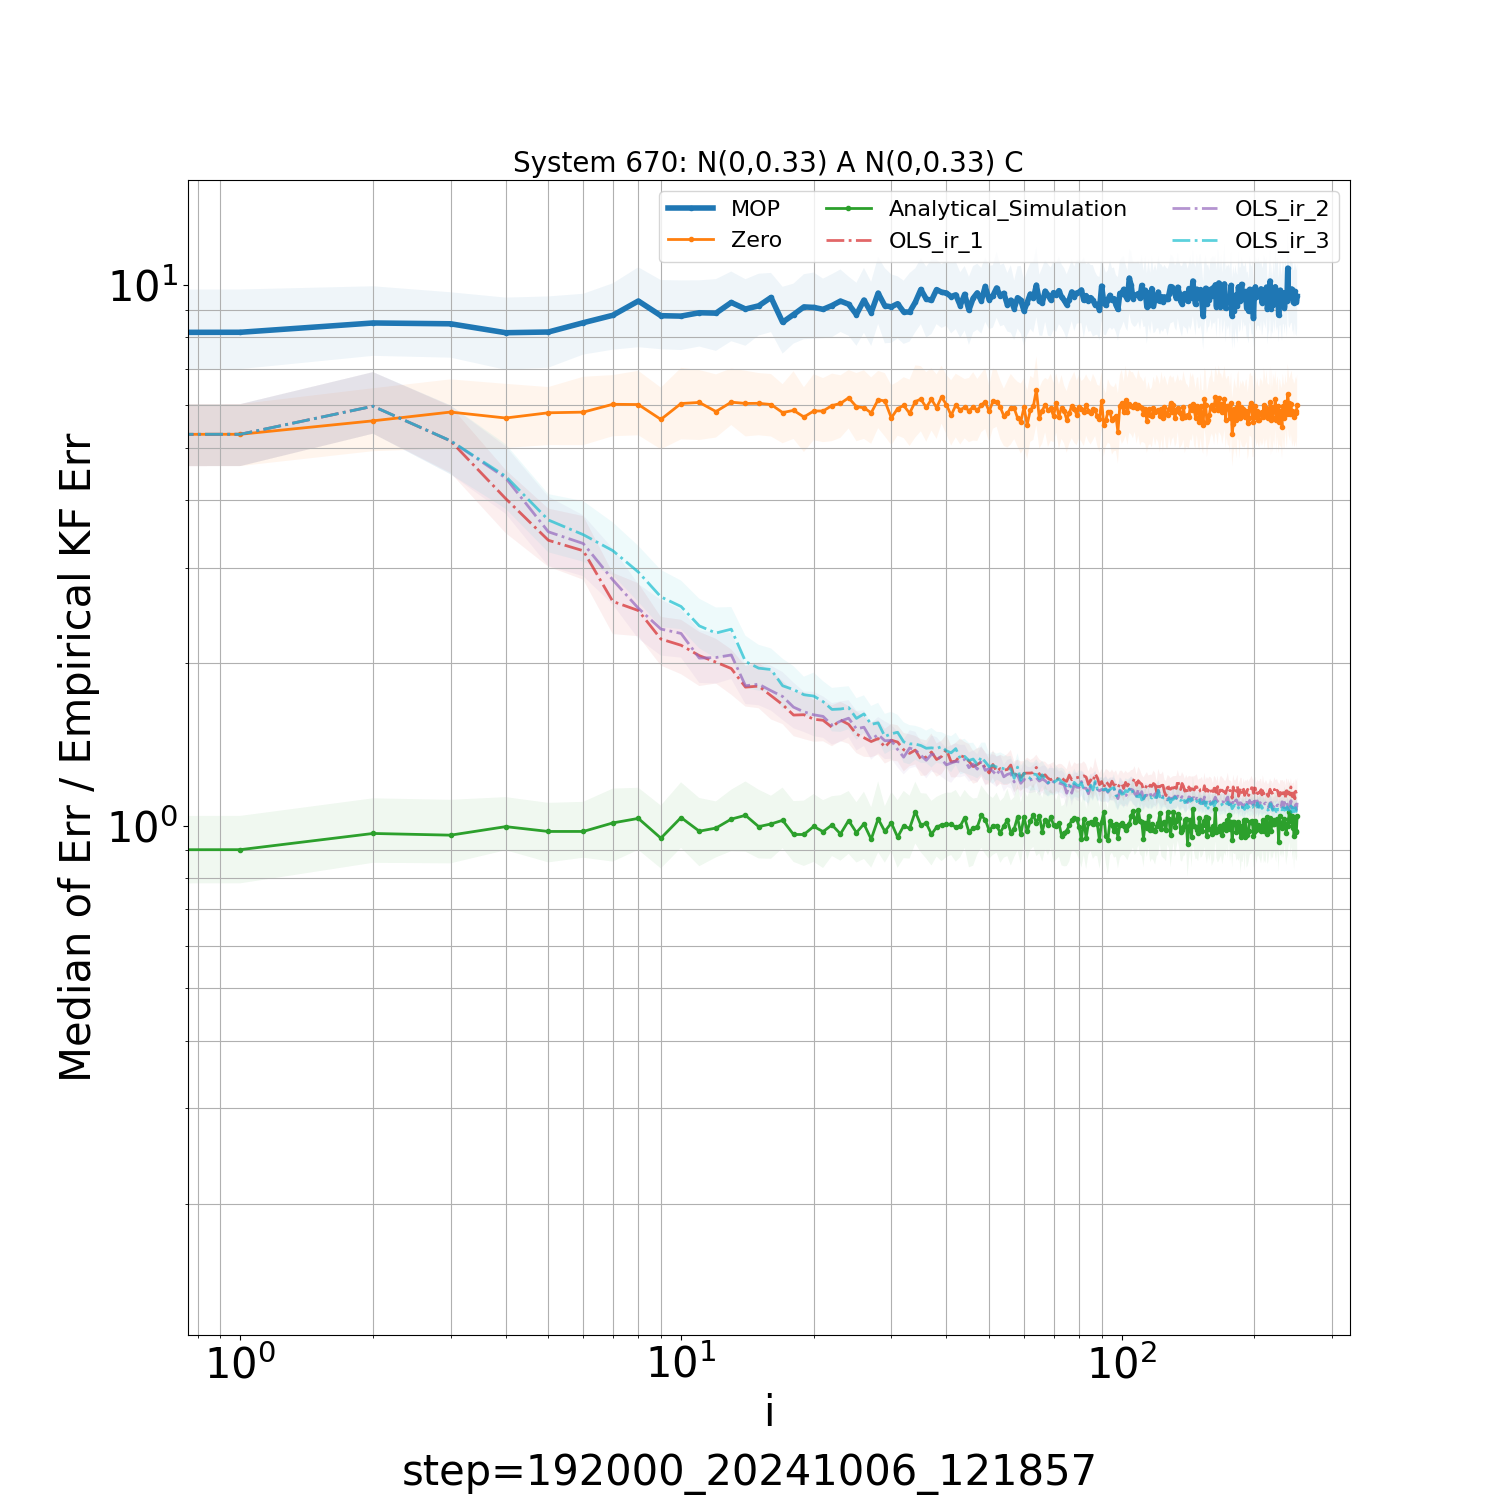 System 670: N(0,0.33) A N(0,0.33) C
MOP
Zero
Analytical_Simulation
OLS_ir_1
OLS_ir_2
OLS_ir_3
Median of Err / Empirical KF Err
10¹
10⁰
10⁰ 10¹ 10²
i
step=192000_20241006_121857